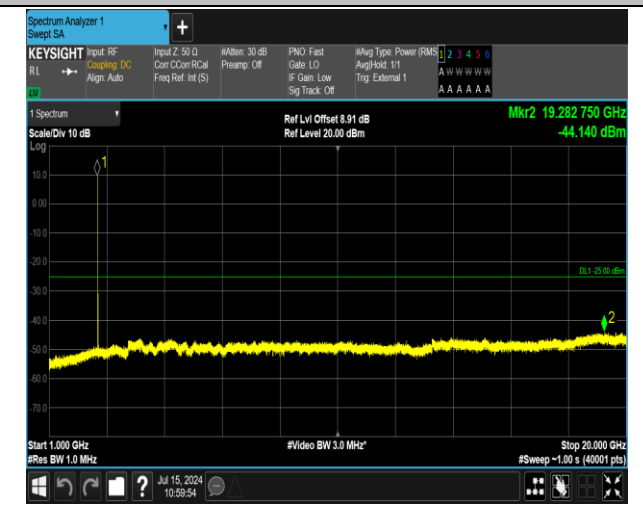 Spectrum Analyzer 1
Swept SA
+
KEYSIGHT Input: RF Input Z: 50 Ω #Atten: 30 dB PNO: Fast #Avg Type: Power (RMS 1 2 3 4 5 6
RL Coupling: DC Corr CCorr RCal Preamp: Off Gate: LO Avg|Hold: 1/1 A W W W W W
Align: Auto Freq Ref: Int (S) IF Gain: Low Trig: External 1
Sig Track: Off A A A A A A
1 Spectrum Ref Lvl Offset 8.91 dB Mkr2 19.282 750 GHz
Scale/Div 10 dB Ref Level 20.00 dBm -44.140 dBm
Log
1
10.0
0.00
-10.0
-20.0
DL1 -25.00 dBm
-30.0
-40.0
2
-50.0
-60.0
-70.0
Start 1.000 GHz #Video BW 3.0 MHz* Stop 20.000 GHz
#Res BW 1.0 MHz #Sweep ~1.00 s (40001 pts)
? Jul 15, 2024
10:59:54